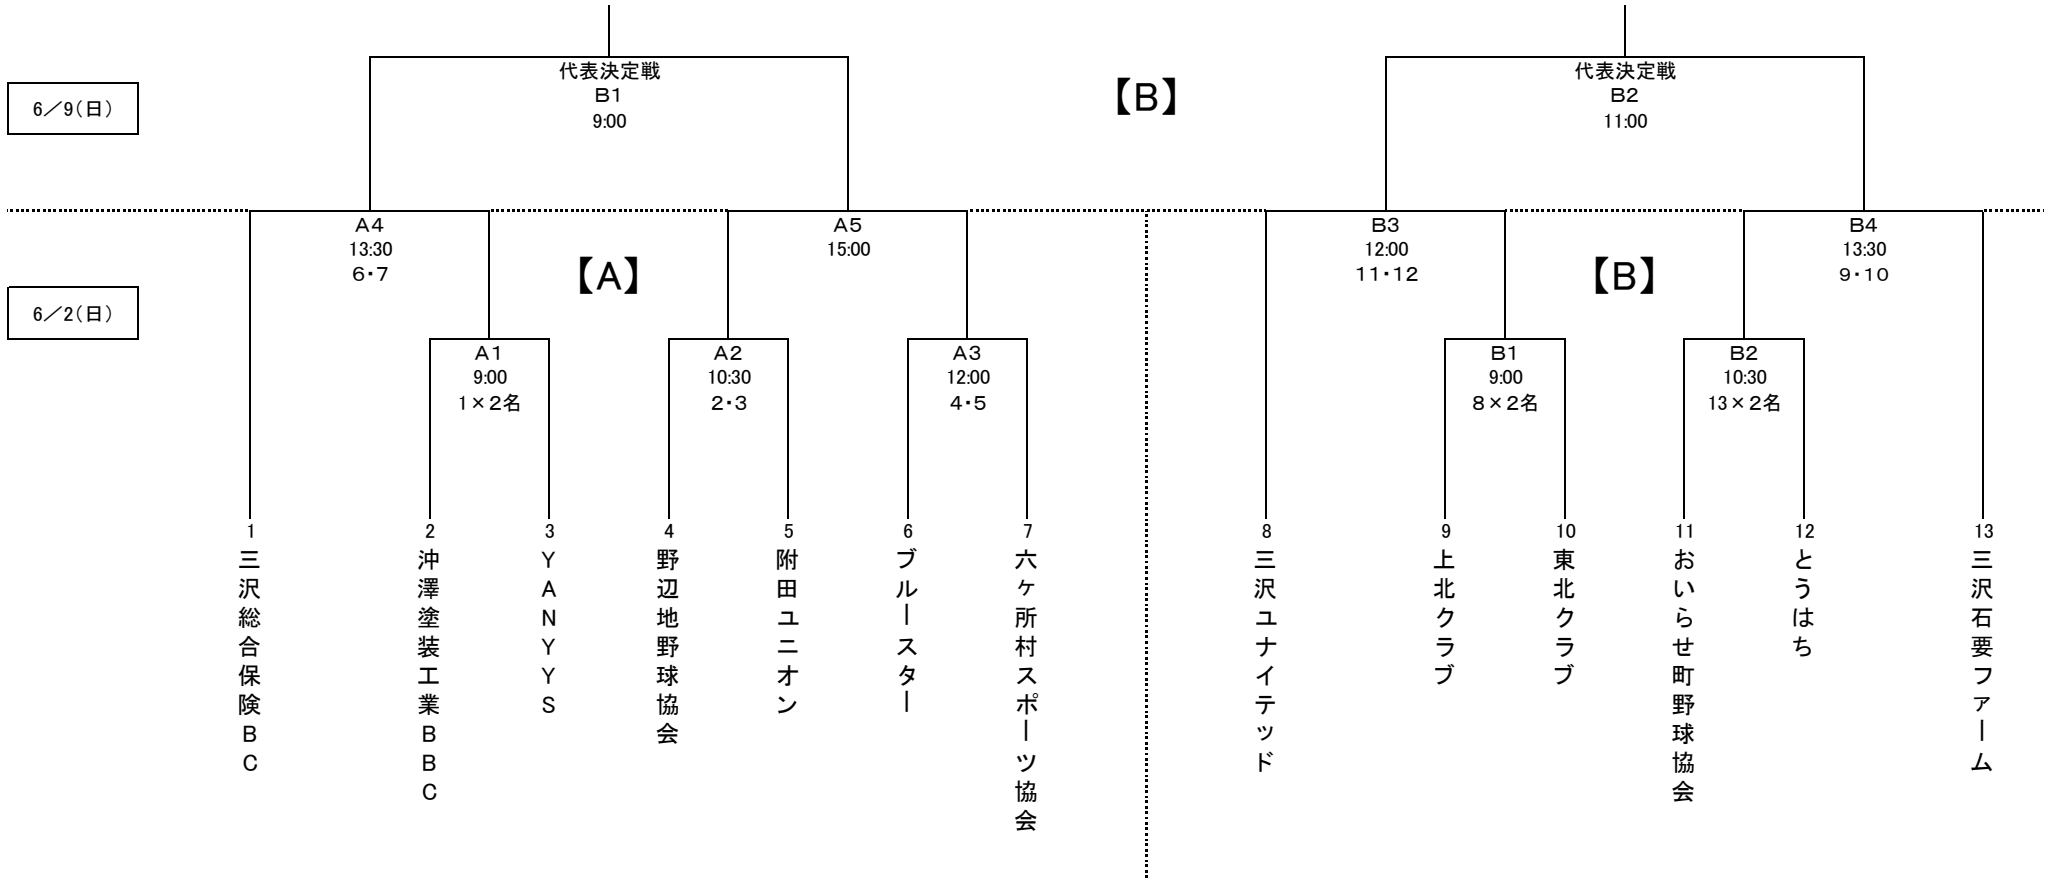 代表決定戦
B1
9:00
代表決定戦
B2
11:00
【B】
6/9(日)
A4
13:30
6・7
A5
15:00
【A】
B3
12:00
11・12
【B】
B4
13:30
9・10
6/2(日)
A1
9:00
1×2名
A2
10:30
2・3
A3
12:00
4・5
B1
9:00
8×2名
B2
10:30
13×2名
1
三沢総合保険BC
2
沖澤塗装工業BBC
3
YANYYS
4
野辺地野球協会
5
附田ユニオン
6
ブルースター
7
六ヶ所村スポーツ協会
8
三沢ユナイテッド
9
上北クラブ
10
東北クラブ
11
おいらせ町野球協会
12
とうはち
13
三沢石要ファーム